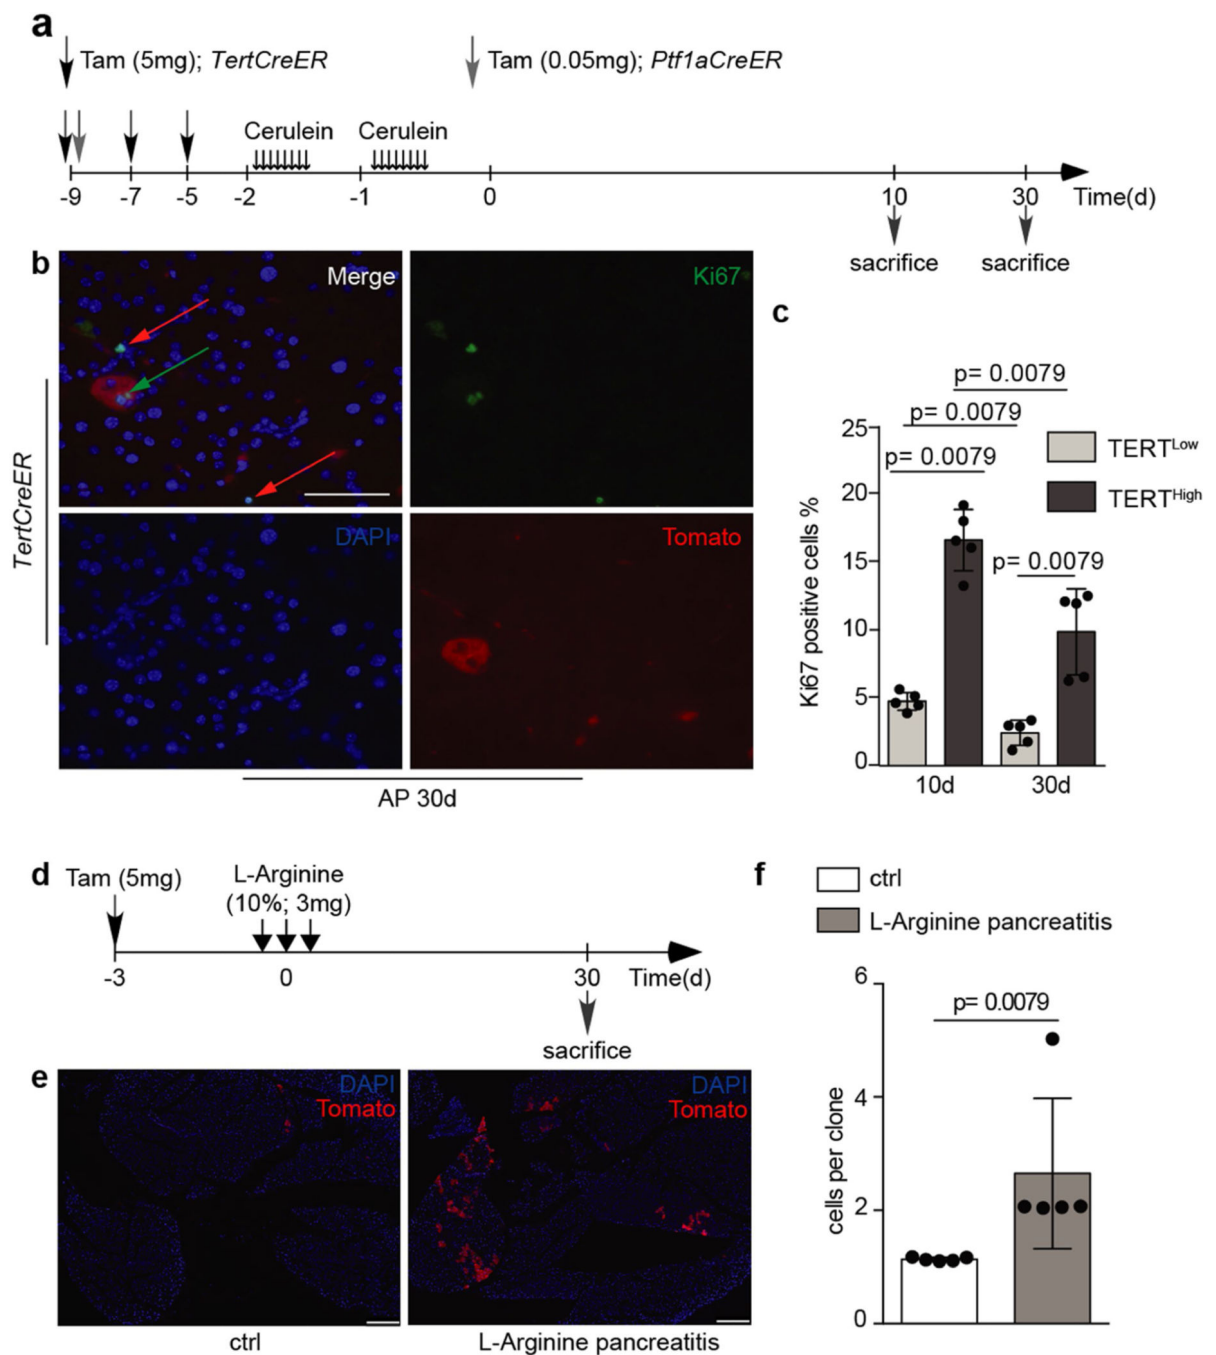 a
Tam (5mg); TertCreER
Tam (0.05mg); Ptf1aCreER
Cerulein
Cerulein
-9
-7
-5
-2
-1
0
10
30
Time(d)
sacrifice
sacrifice
b
Merge
Ki67
DAPI
Tomato
TertCreER
AP 30d
c
p= 0.0079
p= 0.0079
p= 0.0079
p= 0.0079
TERTLow
TERTHigh
Ki67 positive cells %
25
20
15
10
5
0
10d
30d
d
Tam (5mg)
L-Arginine
(10%; 3mg)
-3
0
30
Time(d)
sacrifice
e
DAPI
Tomato
DAPI
Tomato
ctrl
L-Arginine pancreatitis
f
ctrl
L-Arginine pancreatitis
p= 0.0079
cells per clone
6
4
2
0